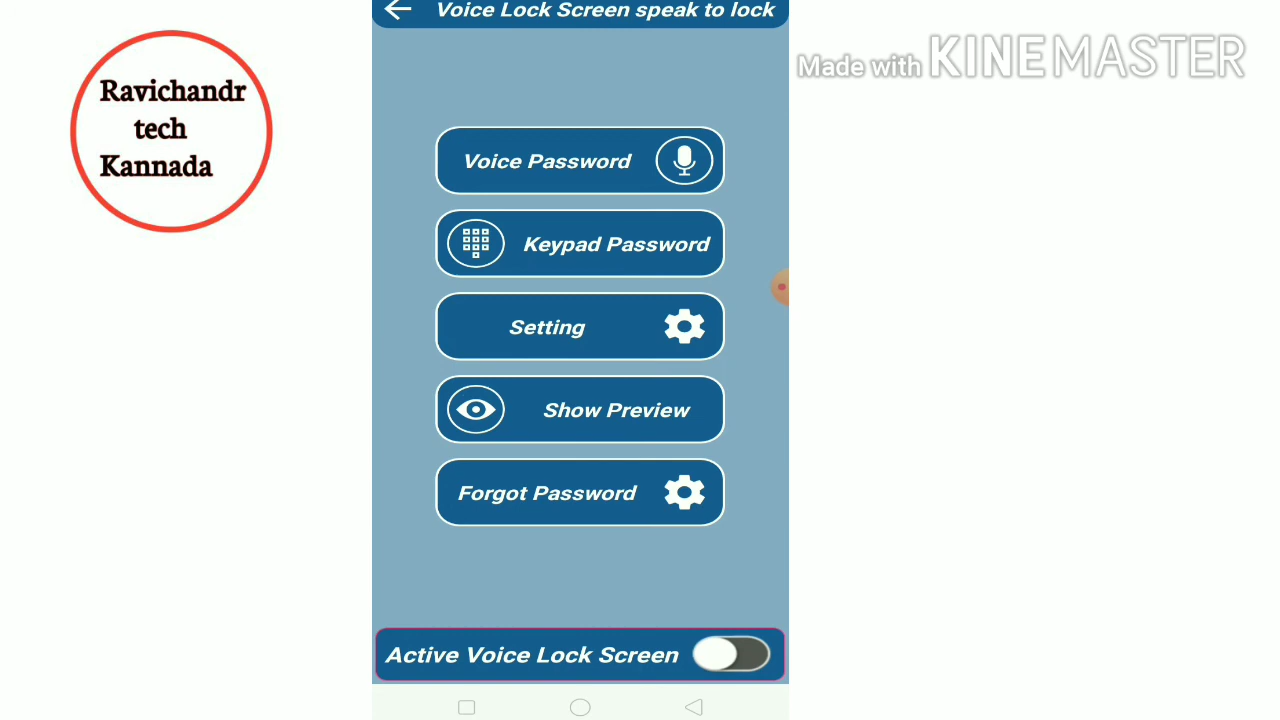 Voice Lock Screen speak to lock
Made with KINEMASTER
Ravichandr
tech
Kannada
Voice Password
Keypad Password
Setting
Show Preview
Forgot Password
Active Voice Lock Screen